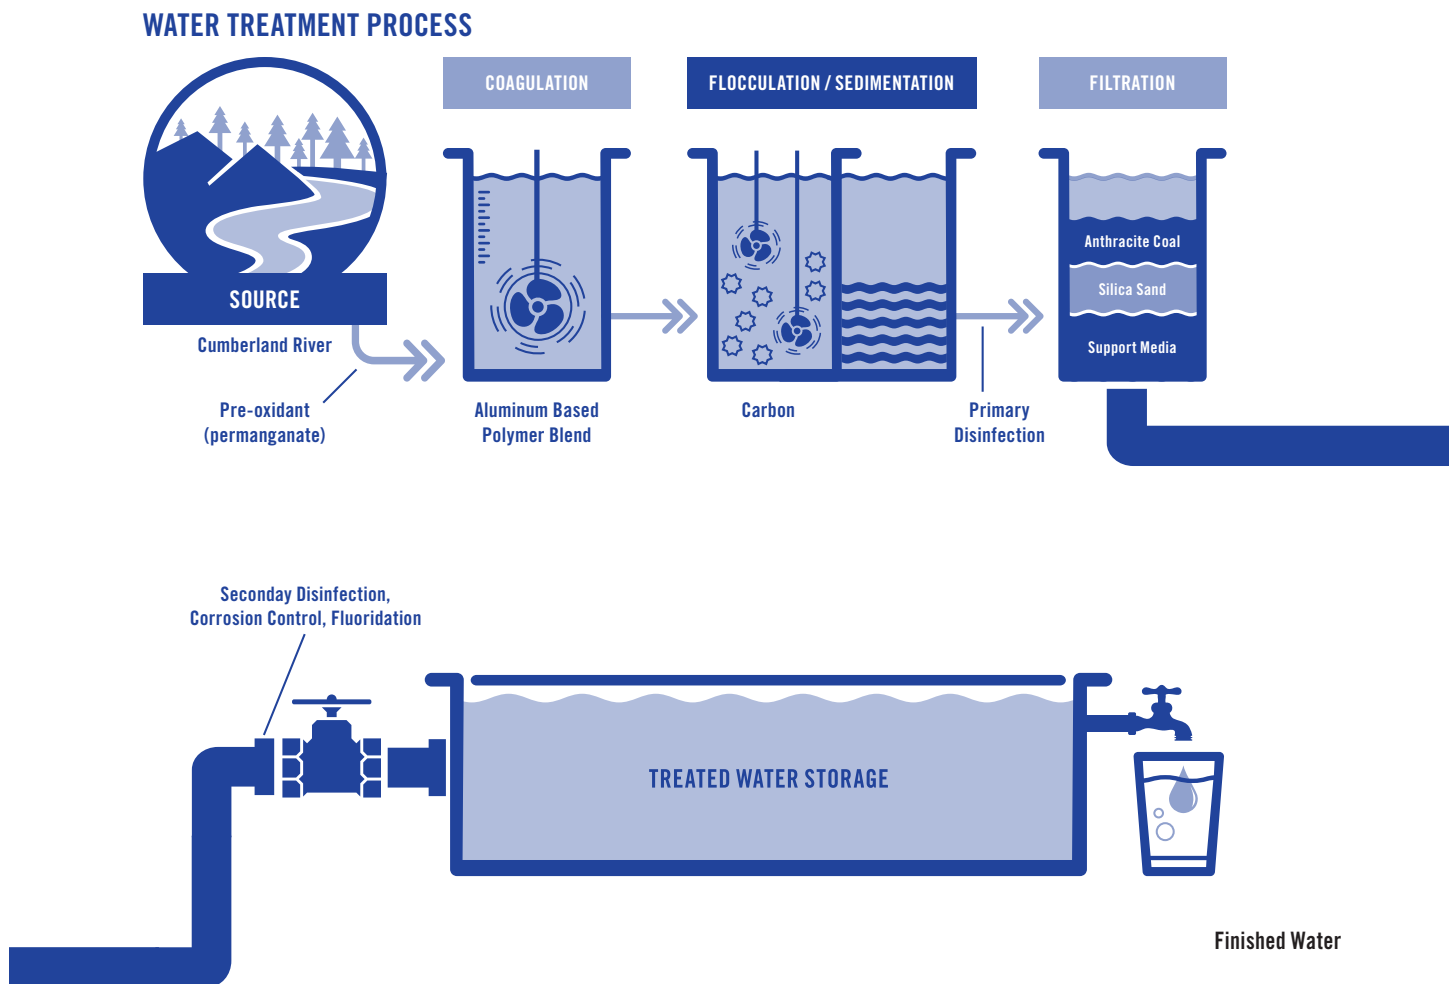 WATER TREATMENT PROCESS
COAGULATION
FLOCCULATION / SEDIMENTATION
FILTRATION
SOURCE
Cumberland River
Pre-oxidant
(permanganate)
Aluminum Based
Polymer Blend
Carbon
Primary
Disinfection
Anthracite Coal
Silica Sand
Support Media
Seconday Disinfection,
Corrosion Control, Fluoridation
TREATED WATER STORAGE
Finished Water